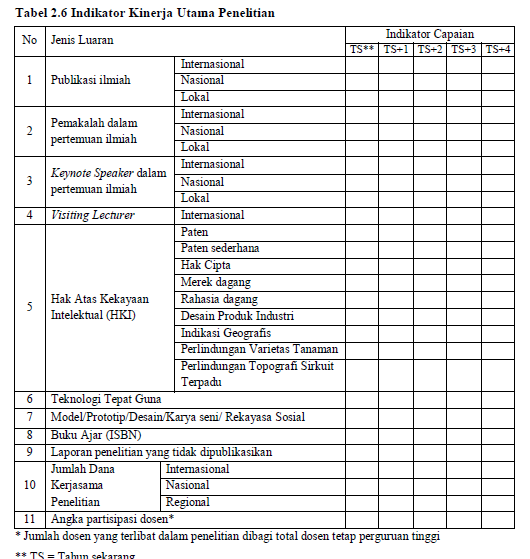 Tabel 2.6 Indikator Kinerja Utama Penelitian
No Jenis Luaran Indikator Capaian
TS** TS+1 TS+2 TS+3 TS+4
1 Publikasi ilmiah Internasional
Nasional
Lokal
2 Pemakalah dalam pertemuan ilmiah Internasional
Nasional
Lokal
3 Keynote Speaker dalam pertemuan ilmiah Internasional
Nasional
Lokal
4 Visiting Lecturer Internasional
5 Hak Atas Kekayaan Intelektual (HKI) Paten
Paten sederhana
Hak Cipta
Merek dagang
Rahasia dagang
Desain Produk Industri
Indikasi Geografis
Perlindungan Varietas Tanaman
Perlindungan Topografi Sirkuit
Terpadu
6 Teknologi Tepat Guna
7 Model/Prototip/Desain/Karya seni/ Rekayasa Sosial
8 Buku Ajar (ISBN)
9 Laporan penelitian yang tidak dipublikasikan
10 Jumlah Dana Kerjasama Penelitian Internasional
Nasional
Regional
11 Angka partisipasi dosen*
* Jumlah dosen yang terlibat dalam penelitian dibagi total dosen tetap perguruan tinggi
** TS = Tahun sekarang